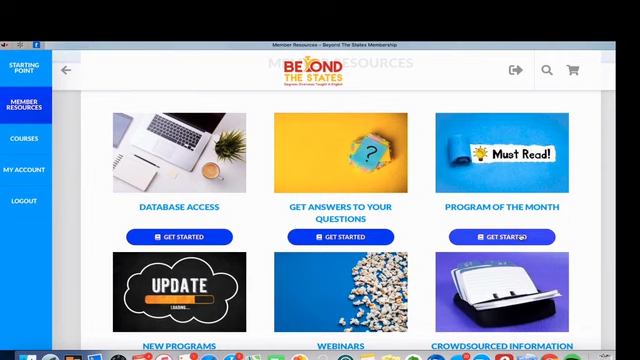 Member Resources – Beyond The States Membership
STARTING
POINT
MEMBER
RESOURCES
COURSES
MY ACCOUNT
LOGOUT
MEMBER RESOURCES
BEYOND
THE STATES
Degrees Overseas Taught in English
?
Must Read!
DATABASE ACCESS
GET ANSWERS TO YOUR
QUESTIONS
PROGRAM OF THE MONTH
GET STARTED
GET STARTED
GET STARTED
UPDATE
LOADING...
NEW PROGRAMS
WEBINARS
CROWDSOURCED INFORMATION